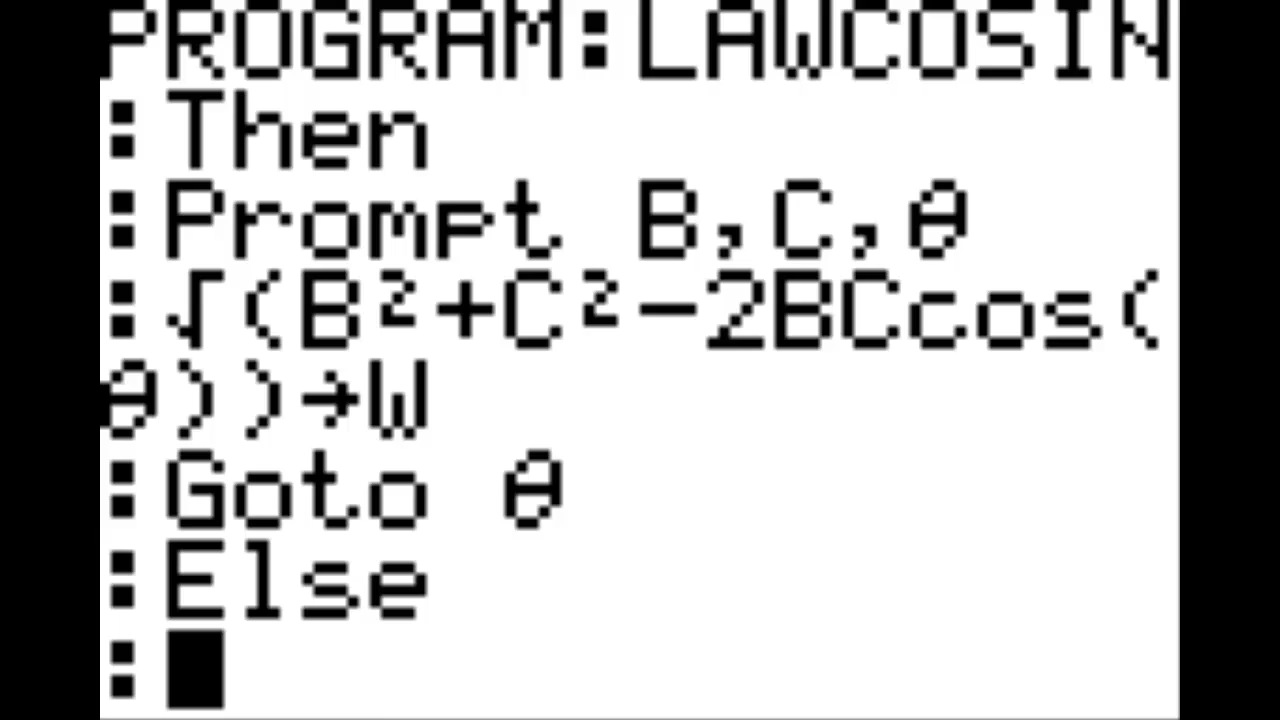 PROGRAM:LAWCOSIN
:Then
:Prompt B,C,θ
:√(B²+C²-2BCcos(
θ))→W
:Goto θ
:Else
: